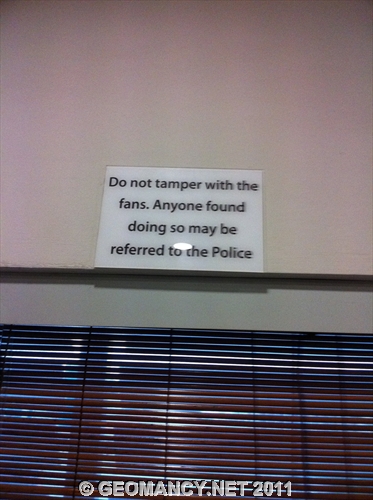 Do not tamper with the
fans. Anyone found
doing so may be
referred to the Police
© GEOMANCY.NET 2011